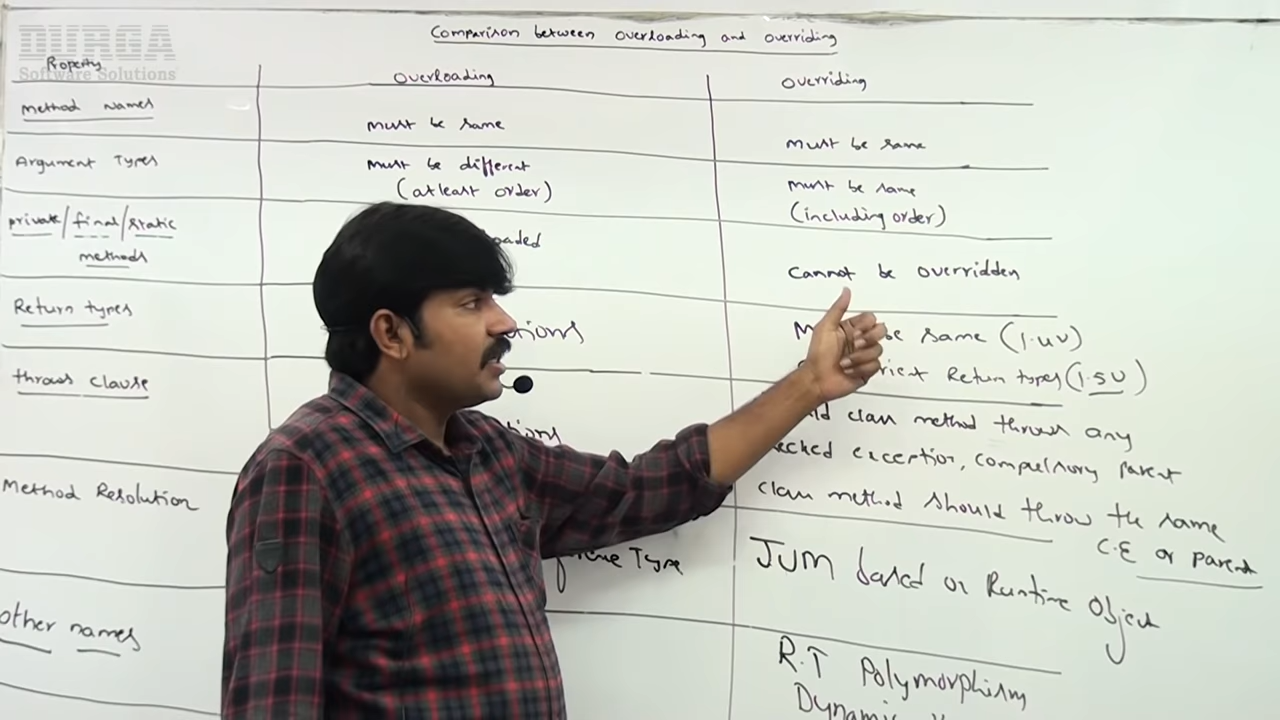 DURGA
Software Solutions
Comparison between overloading and overriding
Property
Overloading
Overriding
Method Names
Must be same
Must be same
Argument Types
Must be different
(atleast order)
Must be same
(including order)
private/final/static
methods
Cannot be overridden
Return types
be same (1.4V)
Return types (1.5V)
throws clause
class method throws any
exception, compulsory parent
class method should throw the same
C.E or parent
Method Resolution
Type
JVM based on Runtime Object
other names
R.T Polymorphism
Dynamic